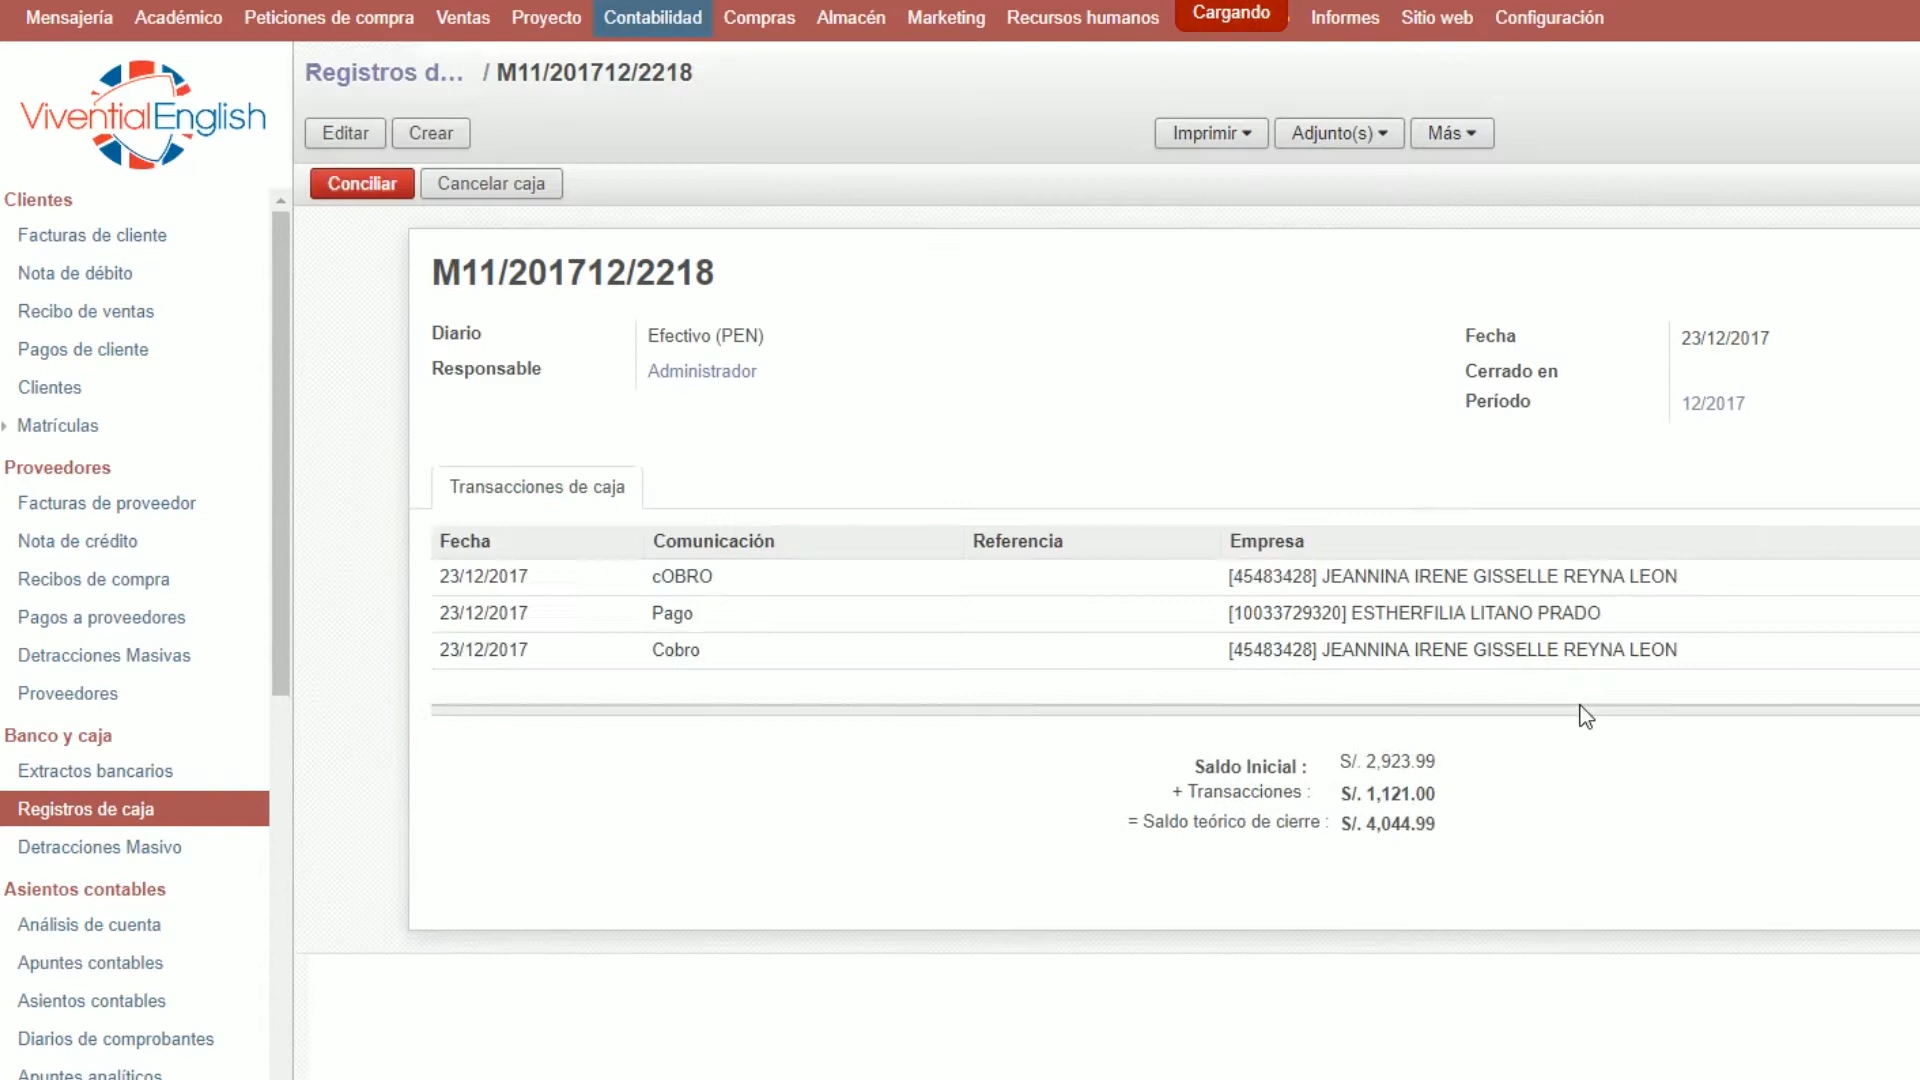 Mensajería Académico Peticiones de compra Ventas Proyecto Contabilidad Compras Almacén Marketing Recursos humanos Cargando Informes Sitio web Configuración
ViventialEnglish
Registros d... / M11/201712/2218
Editar Crear Imprimir Adjunto(s) Más
Conciliar Cancelar caja
Clientes
Facturas de cliente
Nota de débito
Recibo de ventas
Pagos de cliente
Clientes
Matrículas
Proveedores
Facturas de proveedor
Nota de crédito
Recibos de compra
Pagos a proveedores
Detracciones Masivas
Proveedores
Banco y caja
Extractos bancarios
Registros de caja
Detracciones Masivo
Asientos contables
Análisis de cuenta
Apuntes contables
Asientos contables
Diarios de comprobantes
Apuntes analíticos
M11/201712/2218
Diario Efectivo (PEN)
Responsable Administrador
Fecha 23/12/2017
Cerrado en
Período 12/2017
Transacciones de caja
Fecha Comunicación Referencia Empresa
23/12/2017 cOBRO [45483428] JEANNINA IRENE GISSELLE REYNA LEON
23/12/2017 Pago [10033729320] ESTHERFILIA LITANO PRADO
23/12/2017 Cobro [45483428] JEANNINA IRENE GISSELLE REYNA LEON
Saldo Inicial : S/. 2,923.99
+ Transacciones : S/. 1,121.00
= Saldo teórico de cierre : S/. 4,044.99